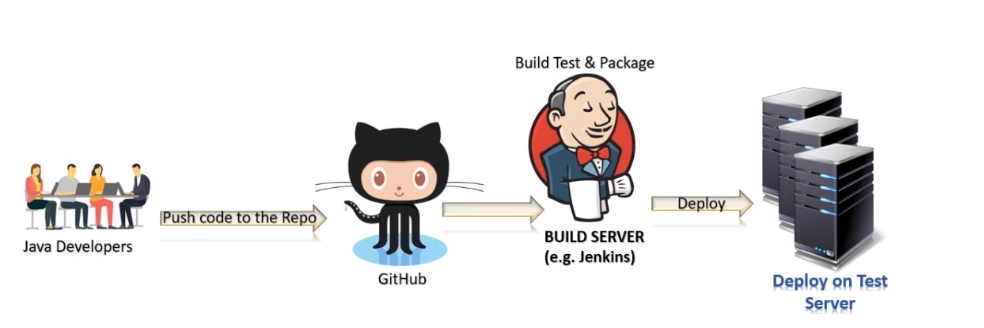 Java Developers
Push code to the Repo
GitHub
Build Test & Package
BUILD SERVER
(e.g. Jenkins)
Deploy
Deploy on Test
Server